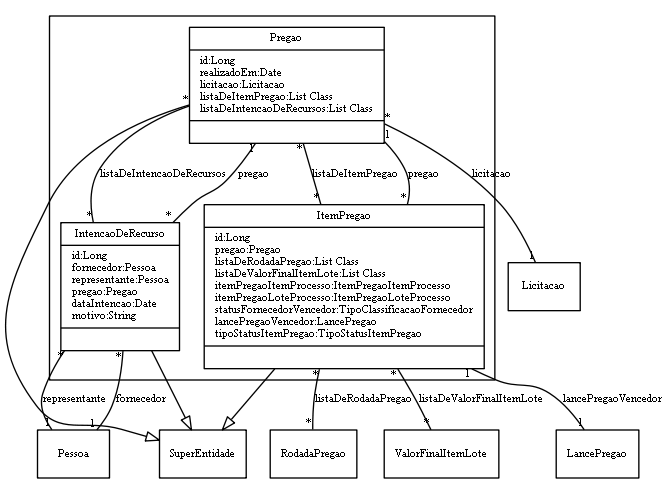 Pregao
id:Long
realizadoEm:Date
licitacao:Licitacao
listaDeItemPregao:List Class
listaDeIntencaoDeRecursos:List Class
*
*
1
*
1
listaDeIntencaoDeRecursos
pregao
listaDeItemPregao
pregao
licitacao
*
*
*
*
IntencaoDeRecurso
id:Long
fornecedor:Pessoa
representante:Pessoa
pregao:Pregao
dataIntencao:Date
motivo:String
ItemPregao
id:Long
pregao:Pregao
listaDeRodadaPregao:List Class
listaDeValorFinalItemLote:List Class
itemPregaoItemProcesso:ItemPregaoItemProcesso
itemPregaoLoteProcesso:ItemPregaoLoteProcesso
statusFornecedorVencedor:TipoClassificacaoFornecedor
lancePregaoVencedor:LancePregao
tipoStatusItemPregao:TipoStatusItemPregao
1
Licitacao
*
*
*
*
1
representante
fornecedor
listaDeRodadaPregao
listaDeValorFinalItemLote
lancePregaoVencedor
1
1
*
*
1
Pessoa
SuperEntidade
RodadaPregao
ValorFinalItemLote
LancePregao